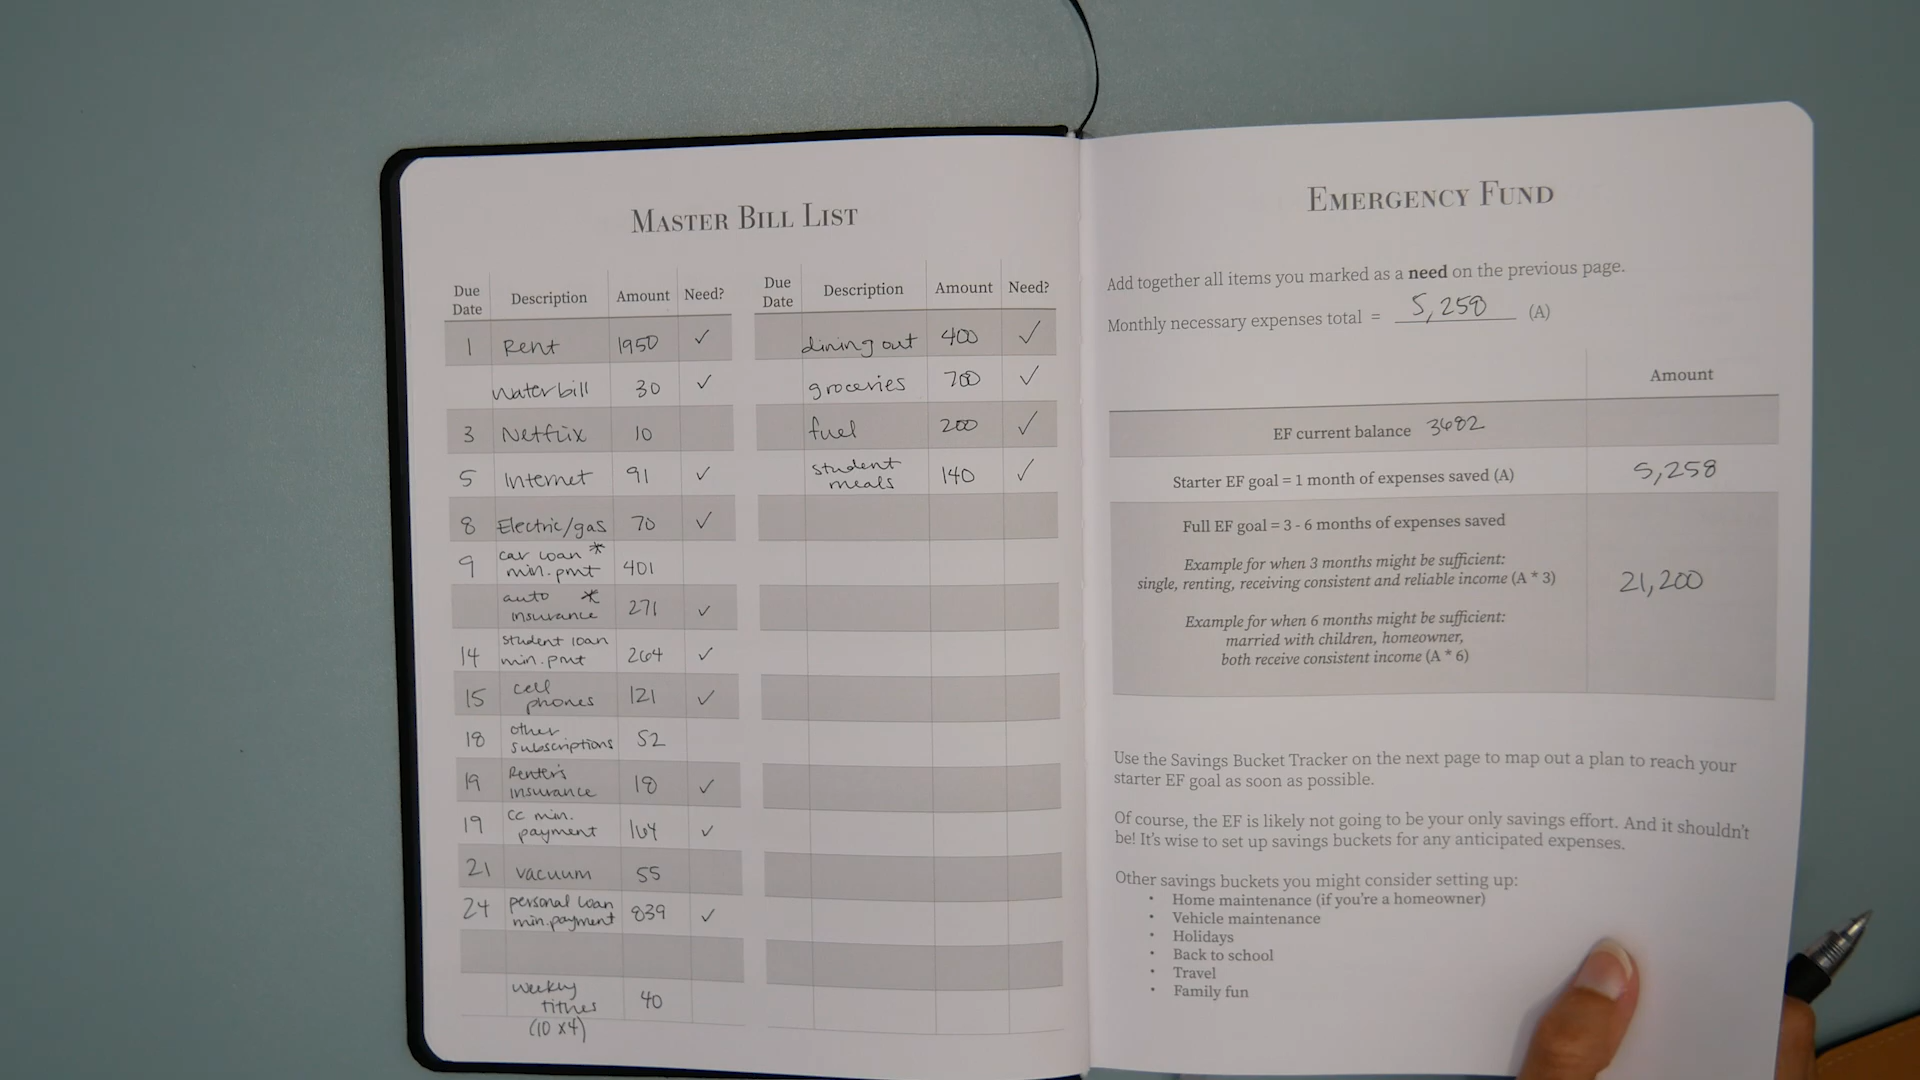 MASTER BILL LIST
Due Date Description Amount Need?
1 Rent 1950 ✓
Waterbill 30 ✓
3 Netflix 10
5 Internet 91 ✓
8 Electric/gas 70 ✓
9 car loan * min. pmt 401
auto * insurance 271 ✓
14 student loan min. pmt 264 ✓
15 cell phones 121 ✓
18 other subscriptions 52
19 Renter's insurance 18 ✓
19 cc min. payment 164 ✓
21 vacuum 55
24 personal loan min. payment 839 ✓
weekly tithes 40
(10 x4)
Due Date Description Amount Need?
dining out 400 ✓
groceries 700 ✓
fuel 200 ✓
student meals 140 ✓
EMERGENCY FUND
Add together all items you marked as a need on the previous page.
Monthly necessary expenses total = 5,258 (A)
Amount
EF current balance 3682
Starter EF goal = 1 month of expenses saved (A) 5,258
Full EF goal = 3 - 6 months of expenses saved
Example for when 3 months might be sufficient:
single, renting, receiving consistent and reliable income (A * 3)
21,200
Example for when 6 months might be sufficient:
married with children, homeowner,
both receive consistent income (A * 6)
Use the Savings Bucket Tracker on the next page to map out a plan to reach your
starter EF goal as soon as possible.
Of course, the EF is likely not going to be your only savings effort. And it shouldn't
be! It's wise to set up savings buckets for any anticipated expenses.
Other savings buckets you might consider setting up:
• Home maintenance (if you're a homeowner)
• Vehicle maintenance
• Holidays
• Back to school
• Travel
• Family fun